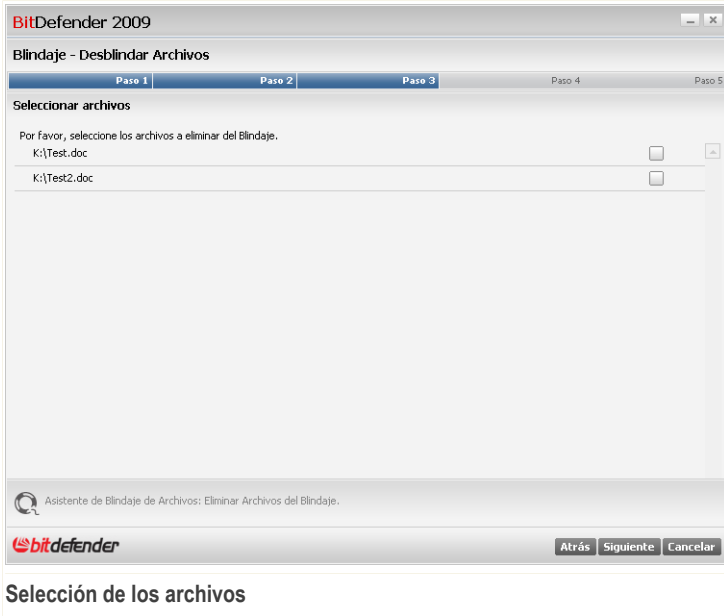 BitDefender 2009
Blindaje - Desblindar Archivos
Paso 1 Paso 2 Paso 3 Paso 4 Paso 5
Seleccionar archivos
Por favor, seleccione los archivos a eliminar del Blindaje.
K:\Test.doc
K:\Test2.doc
Asistente de Blindaje de Archivos: Eliminar Archivos del Blindaje.
bitdefender
Atrás Siguiente Cancelar
Selección de los archivos